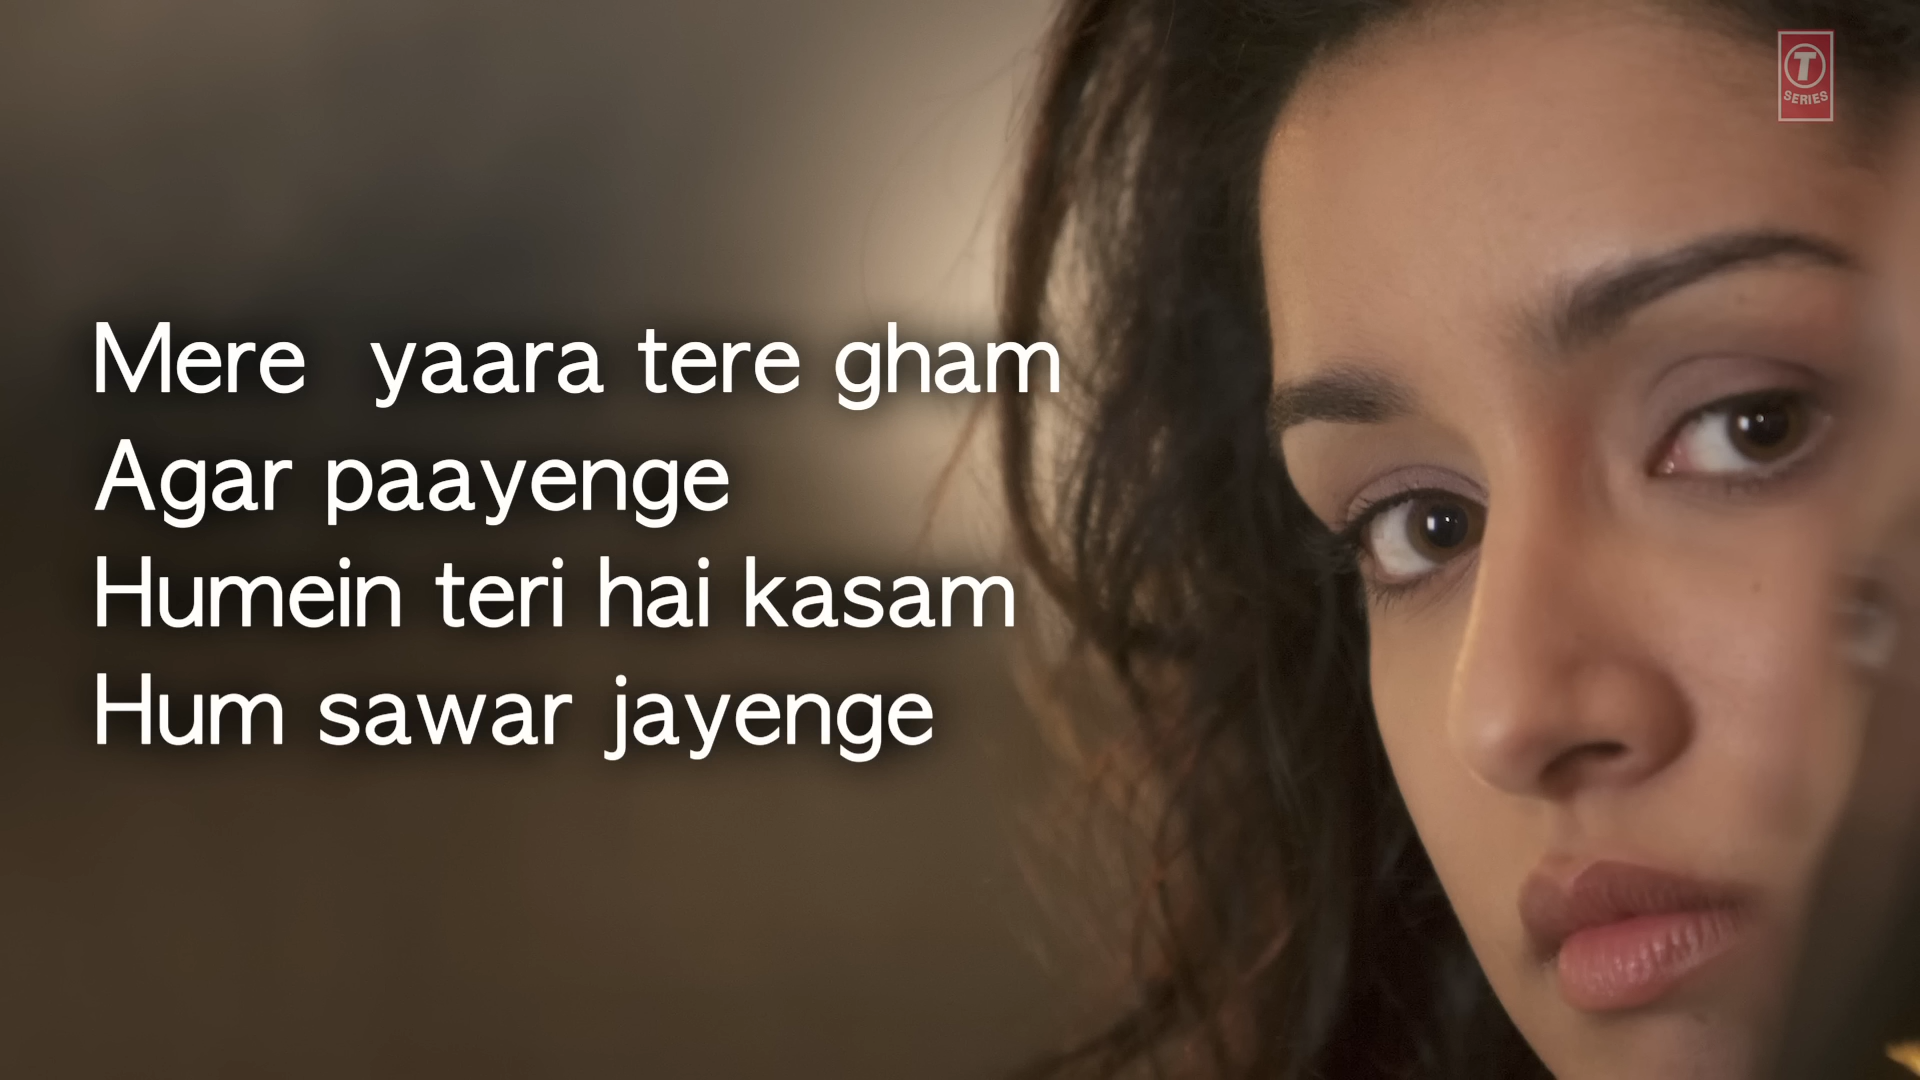 Mere yaara tere gham
Agar paayenge
Humein teri hai kasam
Hum sawar jayenge
T
SERIES